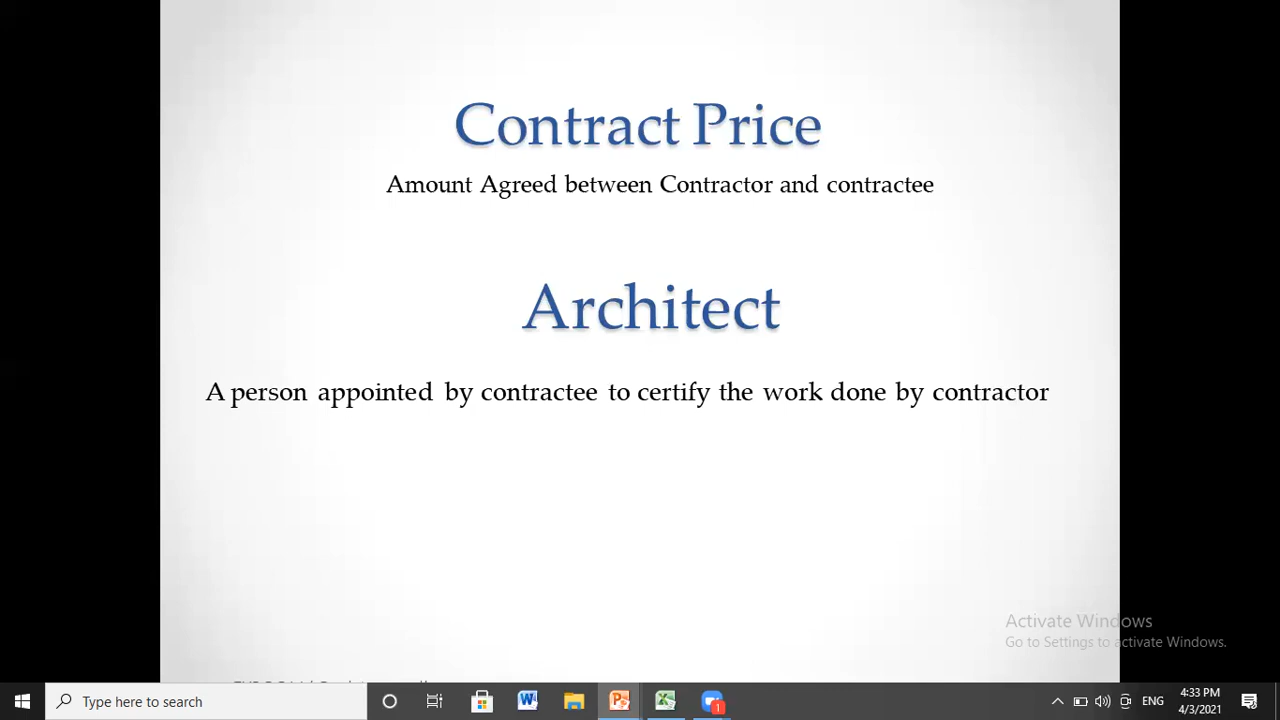 Contract Price
Amount Agreed between Contractor and contractee
Architect
A person appointed by contractee to certify the work done by contractor
Activate Windows
Go to Settings to activate Windows.
Type here to search
1
ENG
4:33 PM
4/3/2021